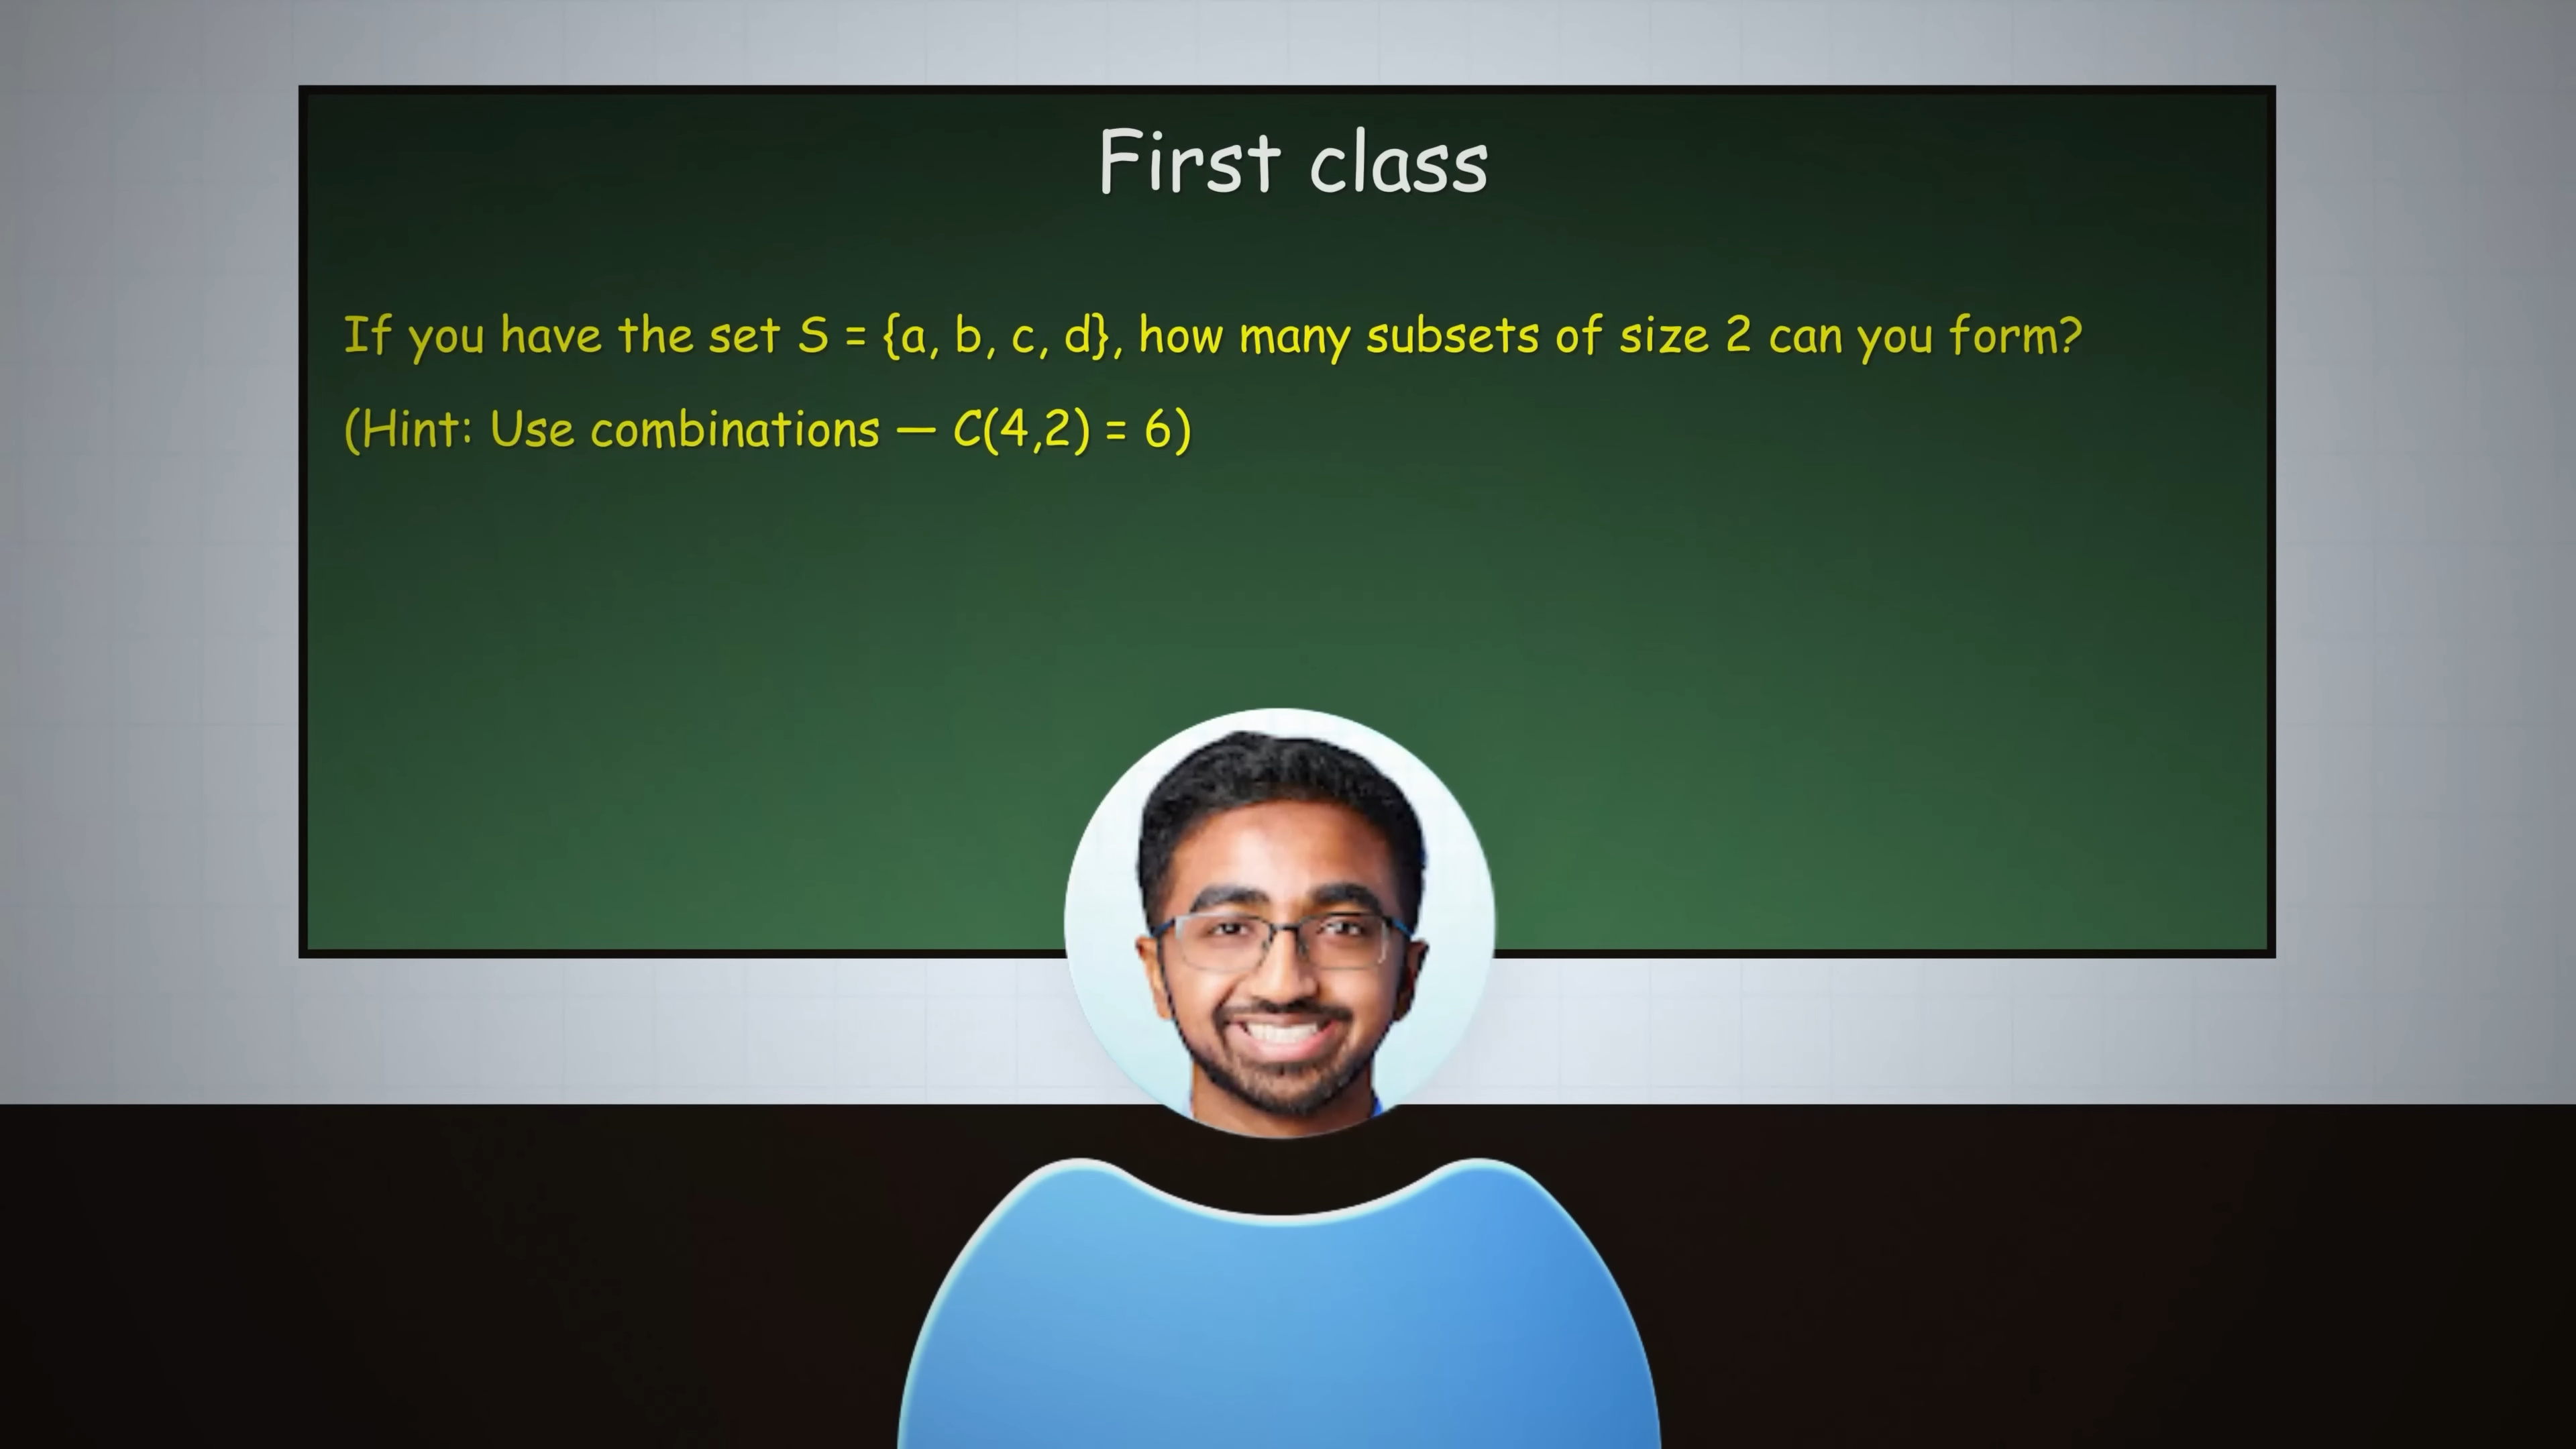 First class
If you have the set S = {a, b, c, d}, how many subsets of size 2 can you form?
(Hint: Use combinations — C(4,2) = 6)